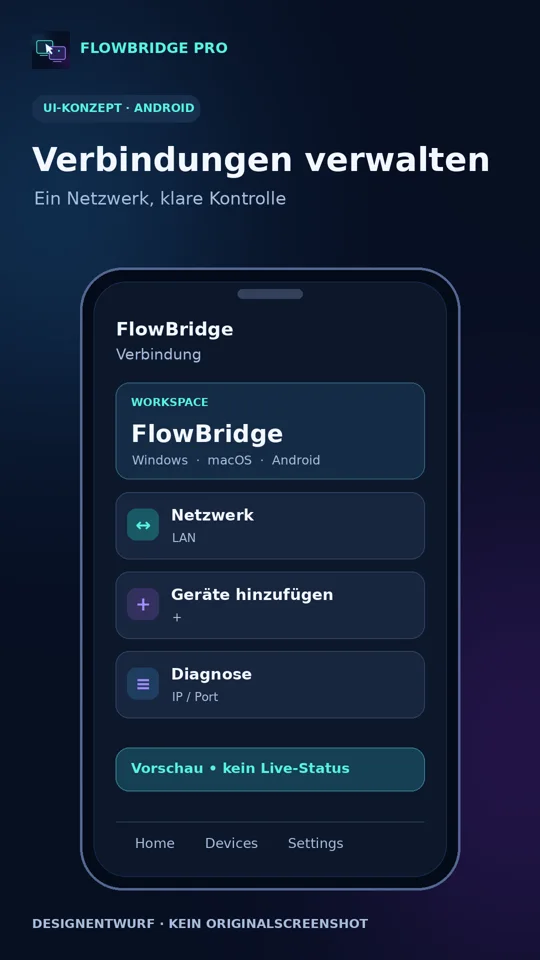 FLOWBRIDGE PRO
UI-KONZEPT · ANDROID
Verbindungen verwalten
Ein Netzwerk, klare Kontrolle
FlowBridge
Verbindung
WORKSPACE
FlowBridge
Windows · macOS · Android
↔ Netzwerk
LAN
+ Geräte hinzufügen
+
≡ Diagnose
IP / Port
Vorschau • kein Live-Status
Home Devices Settings
DESIGNENTWURF · KEIN ORIGINALSCREENSHOT